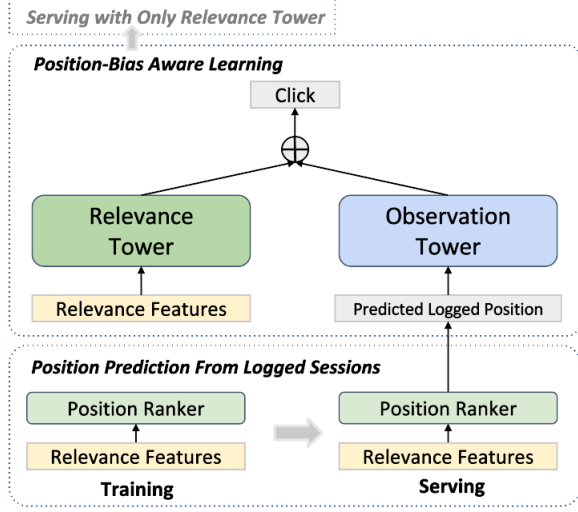 Serving with Only Relevance Tower
Position-Bias Aware Learning
Click
Relevance
Tower
Observation
Tower
Relevance Features
Predicted Logged Position
Position Prediction From Logged Sessions
Position Ranker
Position Ranker
Relevance Features
Relevance Features
Training
Serving